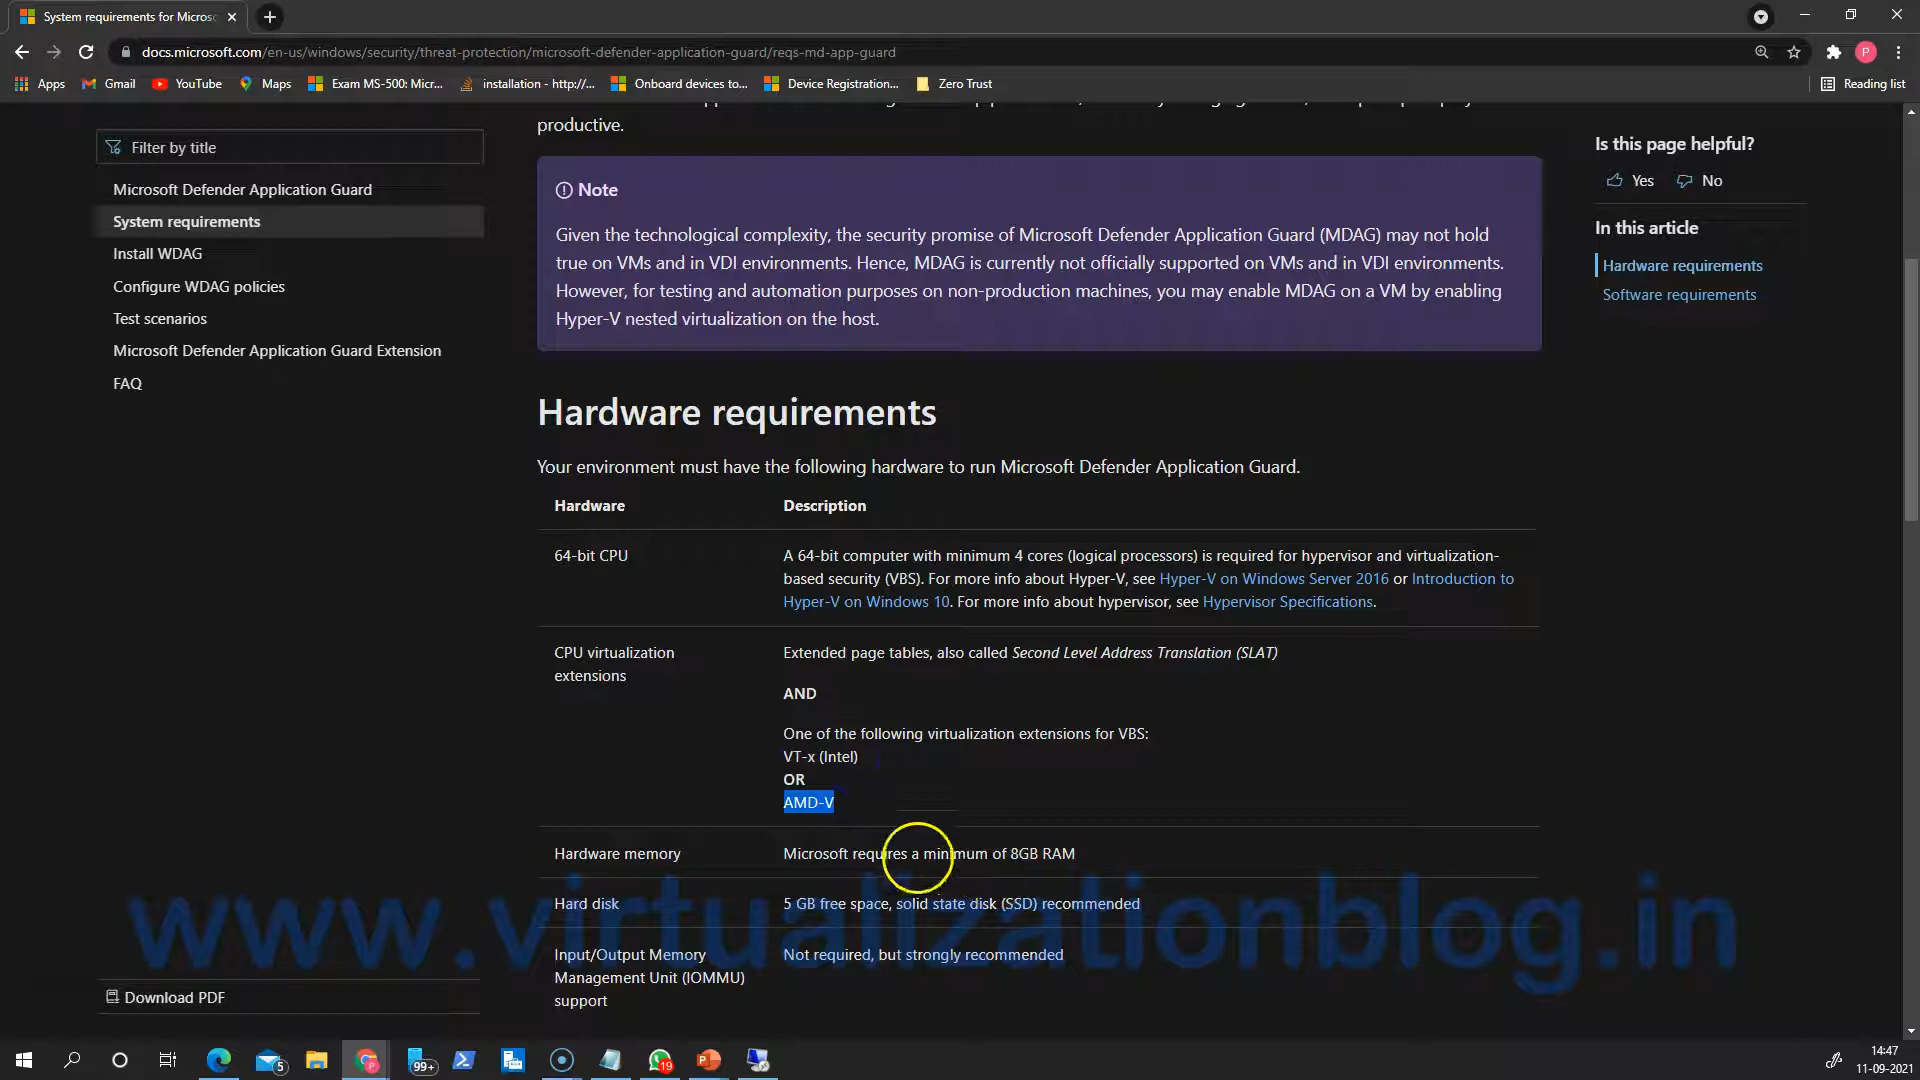 System requirements for Micros
docs.microsoft.com/en-us/windows/security/threat-protection/microsoft-defender-application-guard/reqs-md-app-guard
P
Apps
Gmail
YouTube
Maps
Exam MS-500: Micr...
installation - http://...
Onboard devices to...
Device Registration...
Zero Trust
Reading list
productive.
Filter by title
Microsoft Defender Application Guard
System requirements
Install WDAG
Configure WDAG policies
Test scenarios
Microsoft Defender Application Guard Extension
FAQ
Download PDF
Note
Given the technological complexity, the security promise of Microsoft Defender Application Guard (MDAG) may not hold
true on VMs and in VDI environments. Hence, MDAG is currently not officially supported on VMs and in VDI environments.
However, for testing and automation purposes on non-production machines, you may enable MDAG on a VM by enabling
Hyper-V nested virtualization on the host.
Hardware requirements
Your environment must have the following hardware to run Microsoft Defender Application Guard.
Hardware Description
64-bit CPU
A 64-bit computer with minimum 4 cores (logical processors) is required for hypervisor and virtualization-
based security (VBS). For more info about Hyper-V, see Hyper-V on Windows Server 2016 or Introduction to
Hyper-V on Windows 10. For more info about hypervisor, see Hypervisor Specifications.
CPU virtualization
extensions
Extended page tables, also called Second Level Address Translation (SLAT)
AND
One of the following virtualization extensions for VBS:
VT-x (Intel)
OR
AMD-V
Hardware memory
Microsoft requires a minimum of 8GB RAM
Hard disk
5 GB free space, solid state disk (SSD) recommended
Input/Output Memory
Management Unit (IOMMU)
support
Not required, but strongly recommended
Is this page helpful?
Yes
No
In this article
Hardware requirements
Software requirements
www.virtualizationblog.in
5
P
99+
19
14:47
11-09-2021